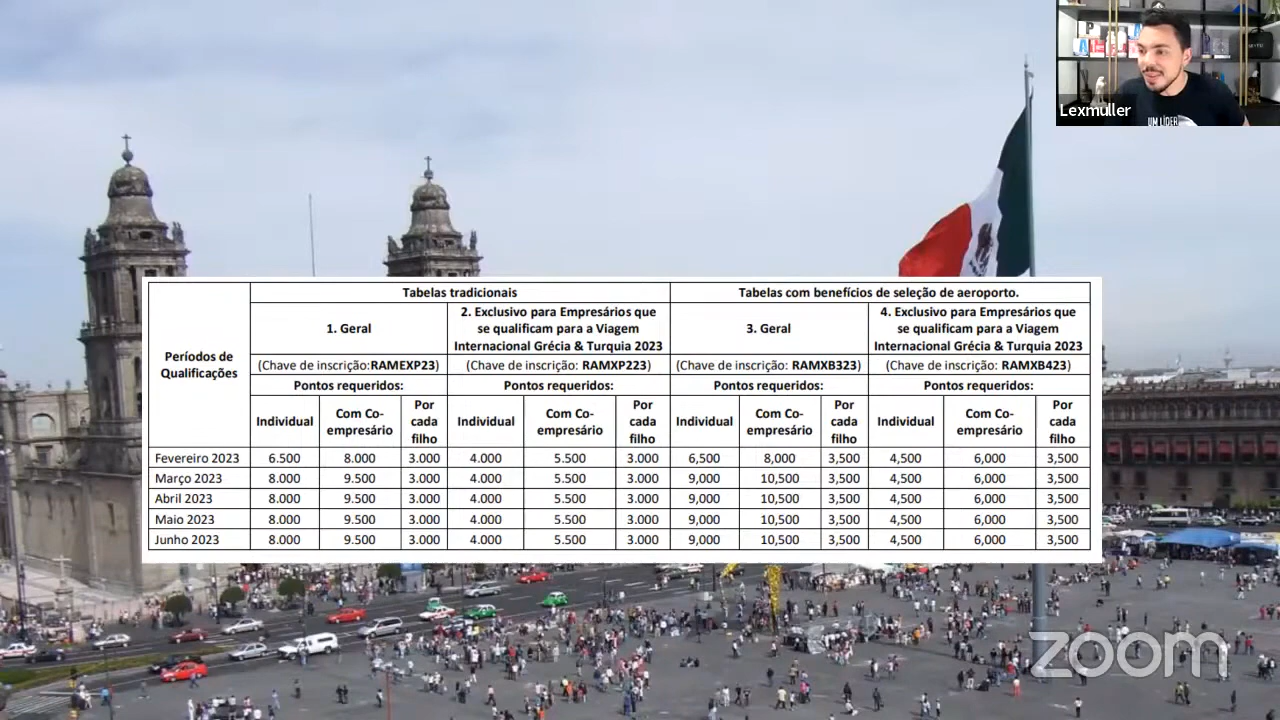 Lexmuller
UM LÍDER
Tabelas tradicionais
Tabelas com benefícios de seleção de aeroporto.
Períodos de Qualificações
1. Geral
2. Exclusivo para Empresários que
se qualificam para a Viagem
Internacional Grécia & Turquia 2023
3. Geral
4. Exclusivo para Empresários que
se qualificam para a Viagem
Internacional Grécia & Turquia 2023
(Chave de inscrição:RAMEXP23)
(Chave de inscrição: RAMXP223)
(Chave de inscrição: RAMXB323)
(Chave de inscrição: RAMXB423)
Pontos requeridos:
Pontos requeridos:
Pontos requeridos:
Pontos requeridos:
Individual
Com Co-empresário
Por cada filho
Individual
Com Co-empresário
Por cada filho
Individual
Com Co-empresário
Por cada filho
Individual
Com Co-empresário
Por cada filho
Fevereiro 2023 6.500 8.000 3.000 4.000 5.500 3.000 6,500 8,000 3,500 4,500 6,000 3,500
Março 2023 8.000 9.500 3.000 4.000 5.500 3.000 9,000 10,500 3,500 4,500 6,000 3,500
Abril 2023 8.000 9.500 3.000 4.000 5.500 3.000 9,000 10,500 3,500 4,500 6,000 3,500
Maio 2023 8.000 9.500 3.000 4.000 5.500 3.000 9,000 10,500 3,500 4,500 6,000 3,500
Junho 2023 8.000 9.500 3.000 4.000 5.500 3.000 9,000 10,500 3,500 4,500 6,000 3,500
zoom